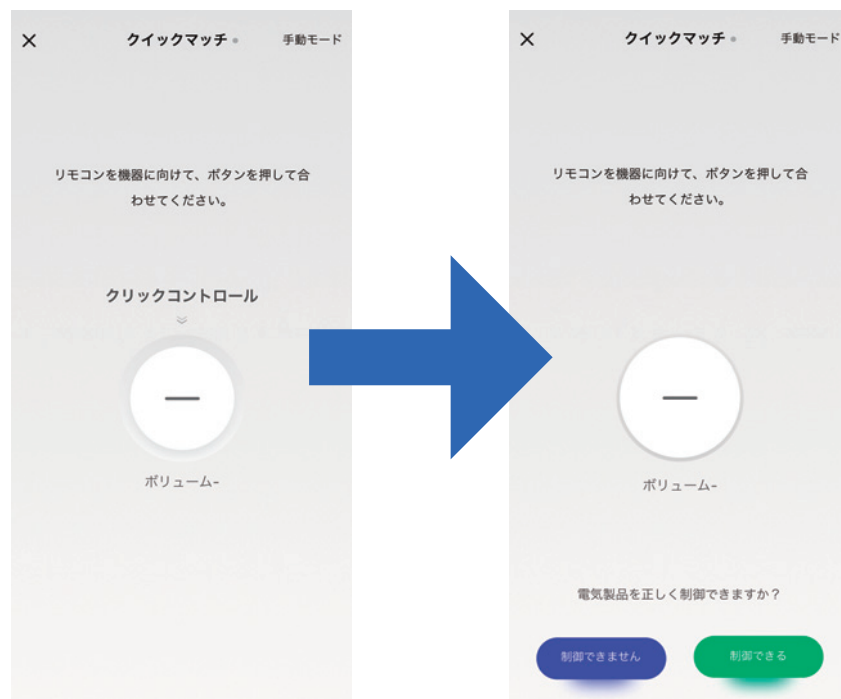 クイックマッチ
手動モード
リモコンを機器に向けて、ボタンを押して合
わせてください。
クリックコントロール
ボリューム-
クイックマッチ
手動モード
リモコンを機器に向けて、ボタンを押して合
わせてください。
ボリューム-
電気製品を正しく制御できますか？
制御できません
制御できる